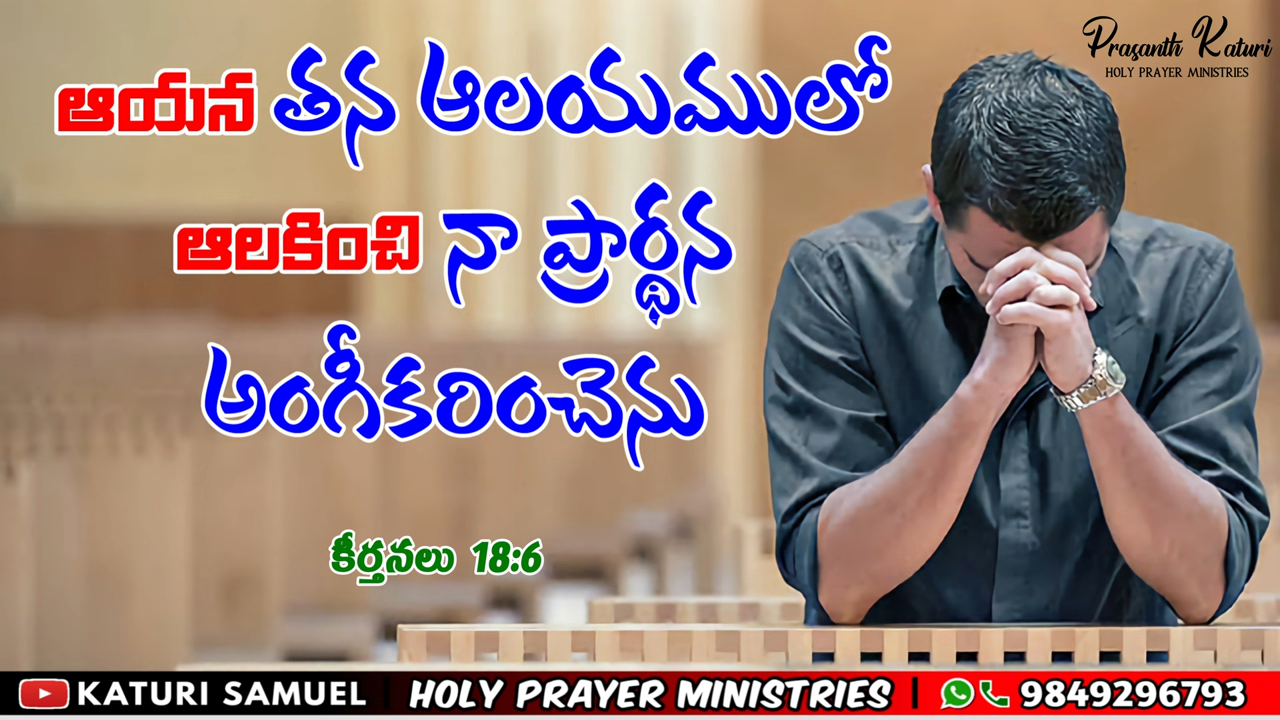 Prasanth Katuri
HOLY PRAYER MINISTRIES
ఆయన తన ఆలయములో
ఆలకించి నా ప్రార్థన
అంగీకరించెను
కీర్తనలు 18:6
KATURI SAMUEL | HOLY PRAYER MINISTRIES | 9849296793